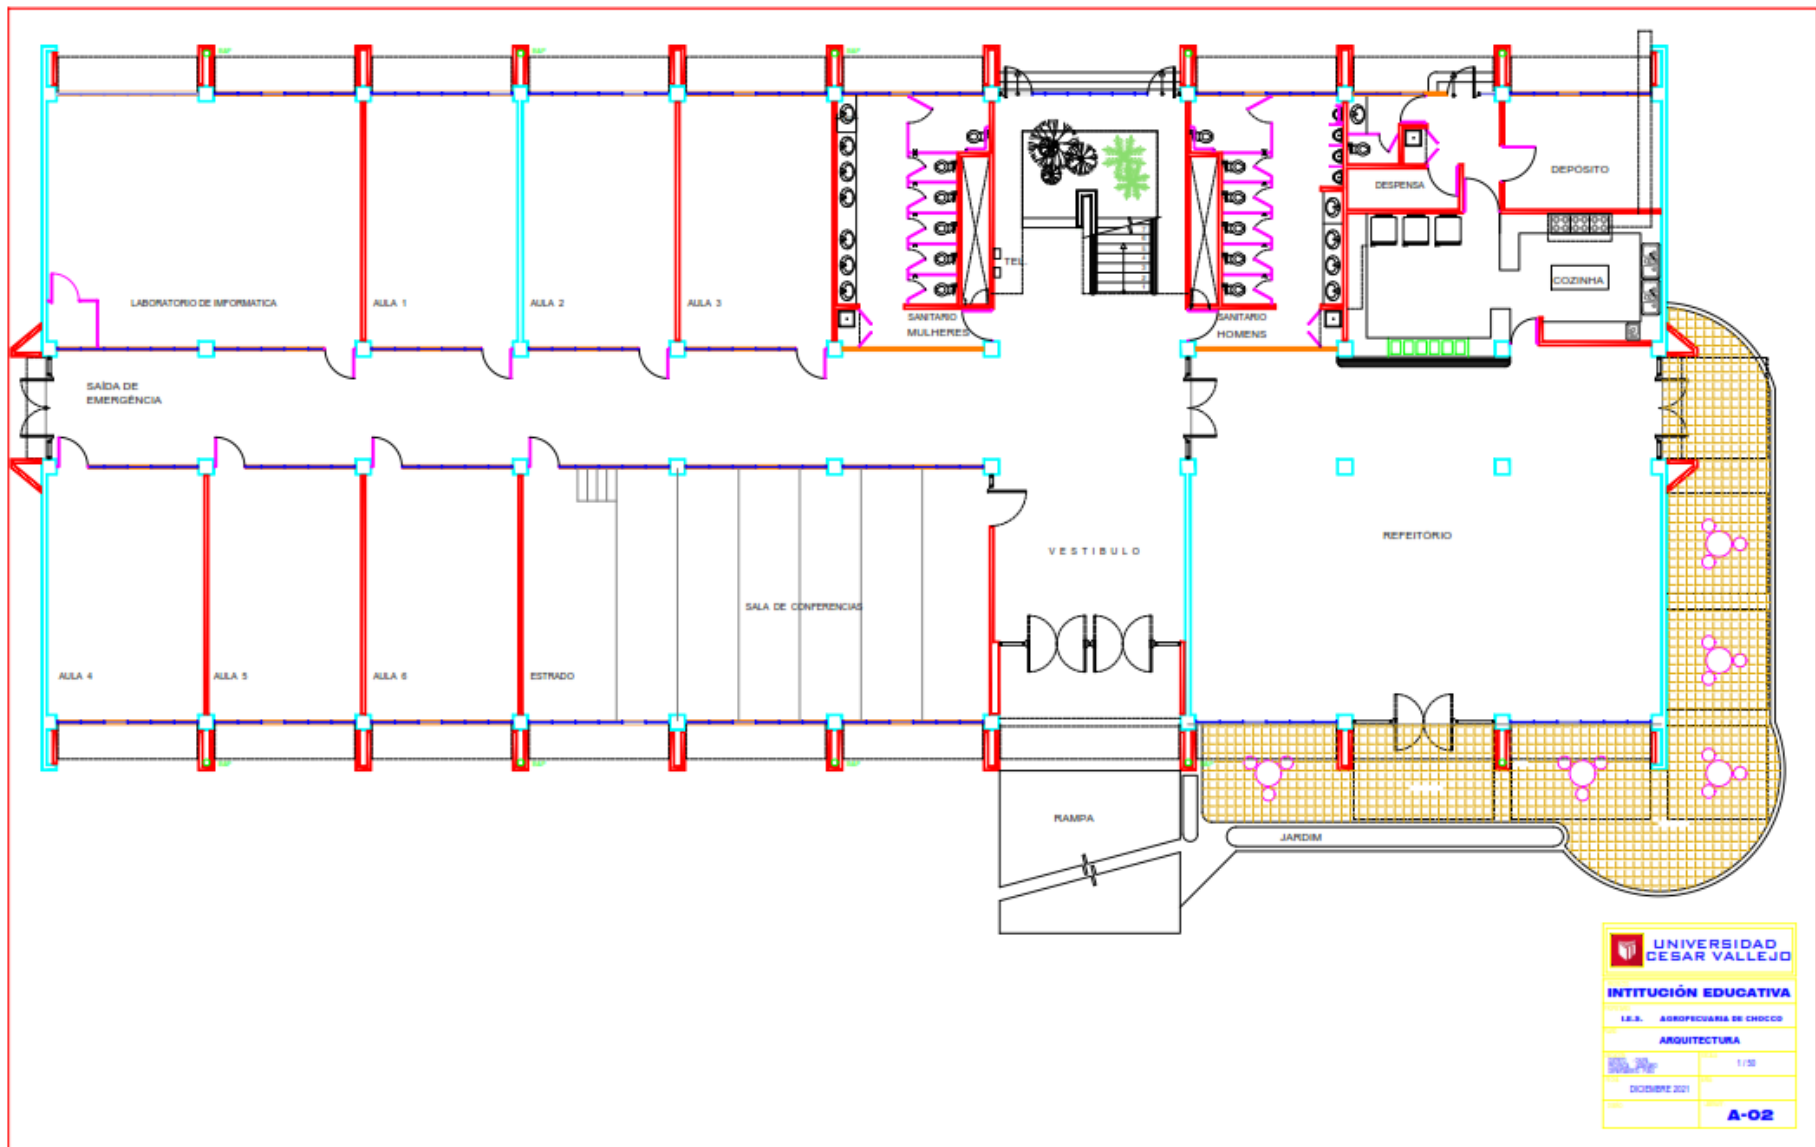 DEPOSITO
DESPENSA
TEL.
COZINHA
LABORATORIO DE IMFORMATICA
AULA 1
AULA 2
AULA 3
SANITARIO
MULHERES
SANITARIO
HOMENS
SAÍDA DE
EMERGÊNCIA
VESTIBULO
REFEITÓRIO
SALA DE CONFERENCIAS
AULA 4
AULA 5
AULA 6
ESTRADO
RAMPA
JARDIM
UNIVERSIDAD
CESAR VALLEJO
INTITUCIÓN EDUCATIVA
I.E.S. AGROPECUARIA DE CHOCCO
ARQUITECTURA
1 / 50
DICIEMBRE 2021
A-02